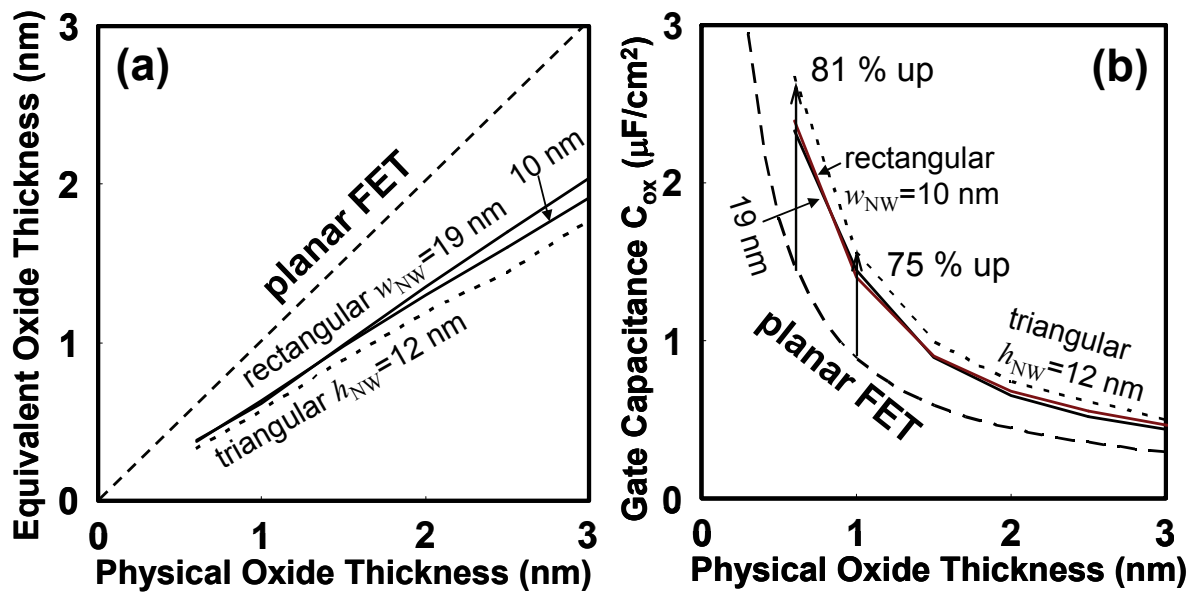 (a)
Equivalent Oxide Thickness (nm)
3
2
1
0
0 1 2 3
Physical Oxide Thickness (nm)
planar FET
10 nm
rectangular wNW=19 nm
triangular hNW=12 nm
(b)
Gate Capacitance Cox (μF/cm²)
3
2
1
0
0 1 2 3
Physical Oxide Thickness (nm)
81 % up
rectangular
wNW=10 nm
19 nm
75 % up
triangular
hNW=12 nm
planar FET